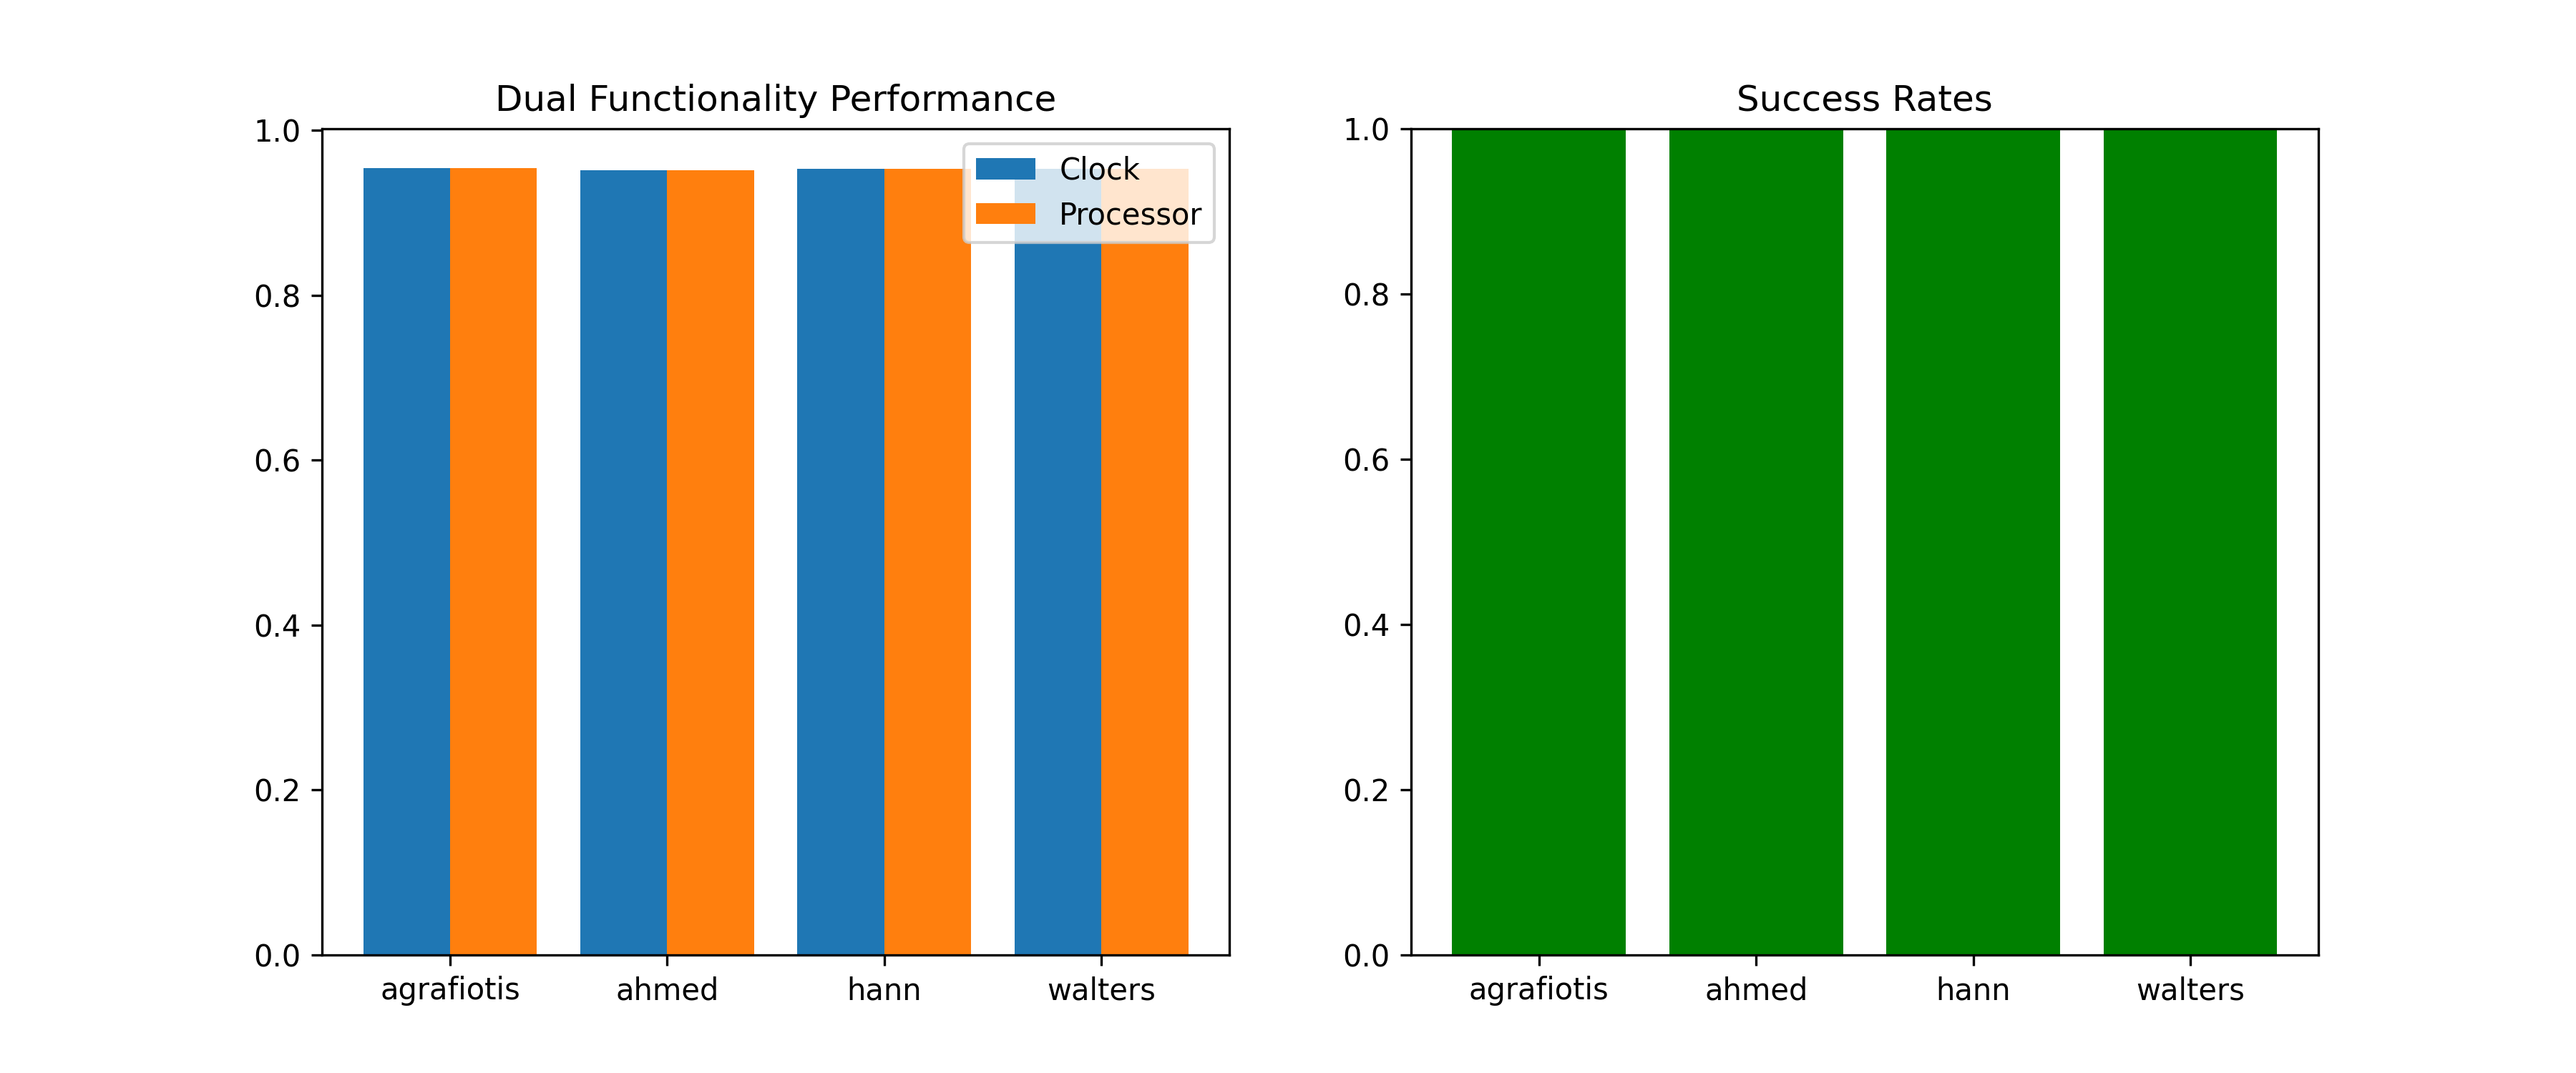 Dual Functionality Performance
1.0
0.8
0.6
0.4
0.2
0.0
Clock
Processor
agrafiotis ahmed hann walters
Success Rates
1.0
0.8
0.6
0.4
0.2
0.0
agrafiotis ahmed hann walters